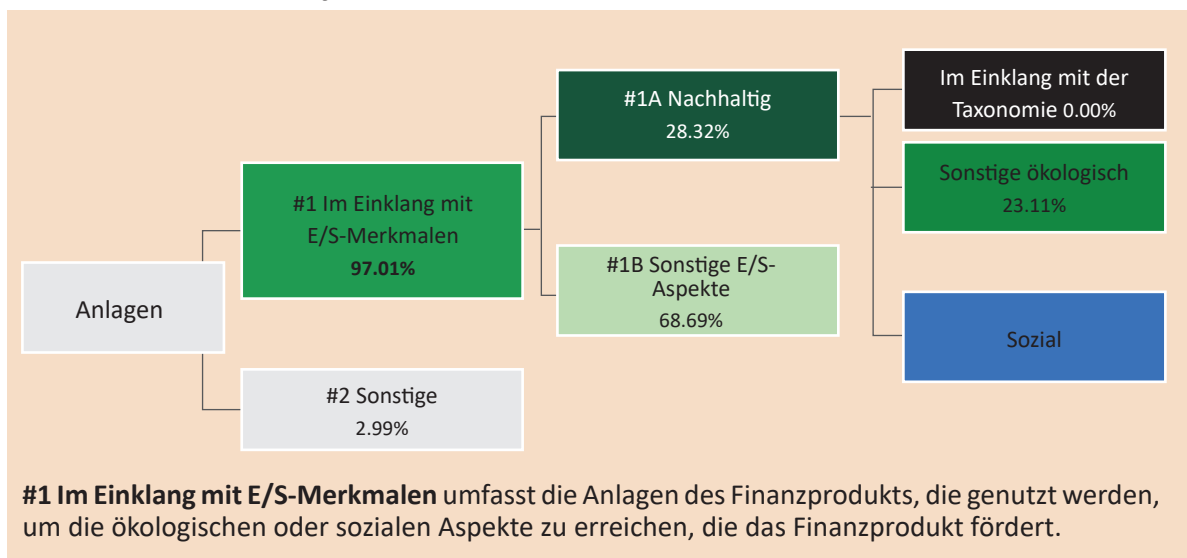 Anlagen
#1 Im Einklang mit
E/S-Merkmalen
97.01%
#2 Sonstige
2.99%
#1A Nachhaltig
28.32%
#1B Sonstige E/S-
Aspekte
68.69%
Im Einklang mit der
Taxonomie 0.00%
Sonstige ökologisch
23.11%
Sozial
#1 Im Einklang mit E/S-Merkmalen umfasst die Anlagen des Finanzprodukts, die genutzt werden,
um die ökologischen oder sozialen Aspekte zu erreichen, die das Finanzprodukt fördert.